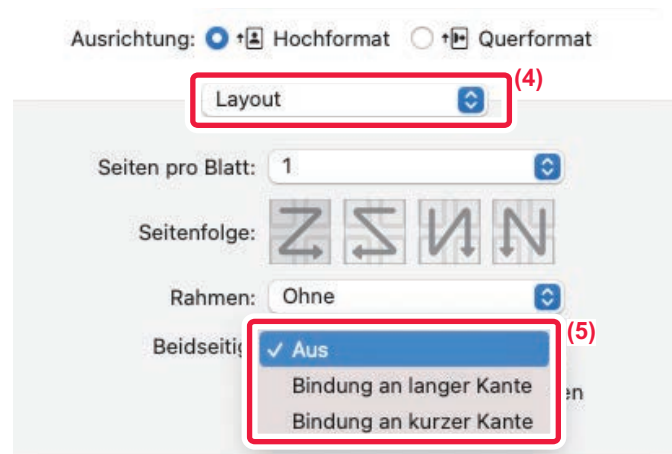 Ausrichtung: Hochformat Querformat
(4)
Layout
Seiten pro Blatt: 1
Seitenfolge:
Rahmen: Ohne
(5)
Beidseitig ✓ Aus
Bindung an langer Kante
en
Bindung an kurzer Kante